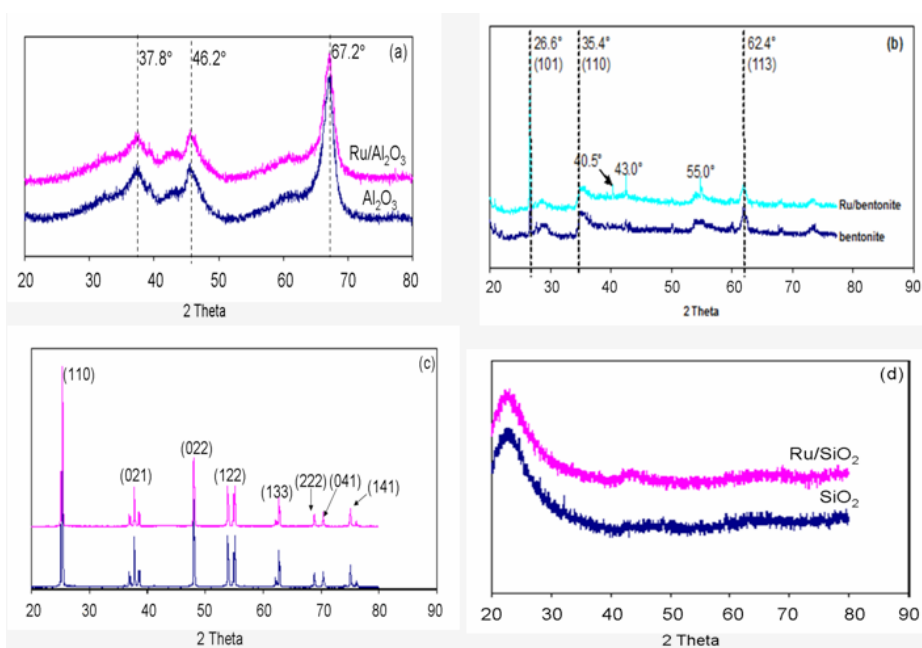 (a)
37.8° 46.2° 67.2°
Ru/Al₂O₃
Al₂O₃
20 30 40 50 60 70 80
2 Theta
(b)
26.6° 35.4° 62.4°
(101) (110) (113)
40.5° 43.0° 55.0°
Ru/bentonite
bentonite
20 30 40 50 60 70 80 90
2 Theta
(c)
(110)
(021) (022) (122) (133) (222) (041) (141)
20 30 40 50 60 70 80 90
2 Theta
(d)
Ru/SiO₂
SiO₂
20 30 40 50 60 70 80 90
2 Theta